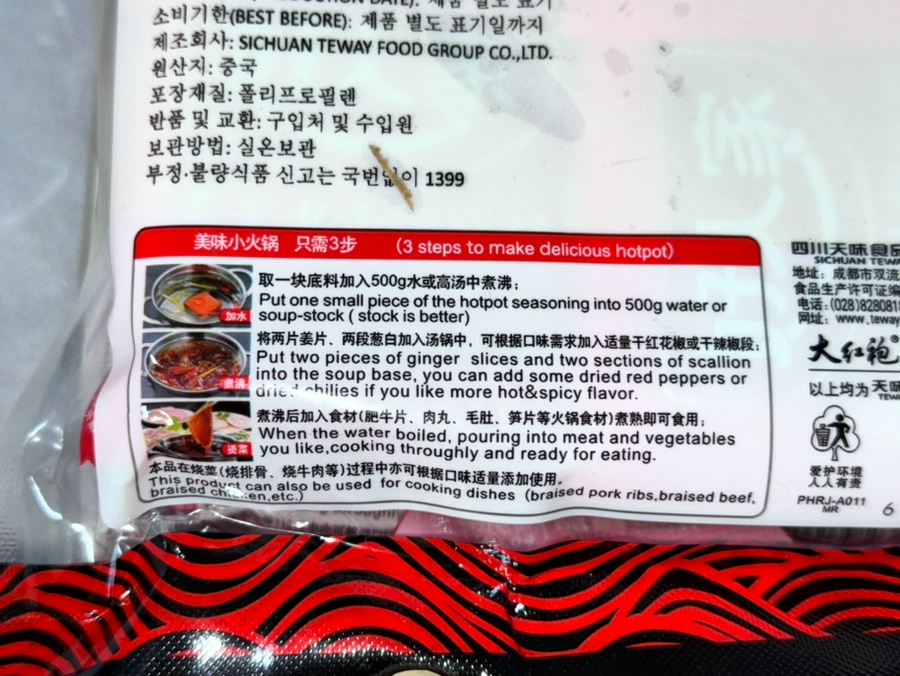 소비기한(BEST BEFORE): 제품 별도 표기일까지
제조회사: SICHUAN TEWAY FOOD GROUP CO.,LTD.
원산지: 중국
포장재질: 폴리프로필렌
반품 및 교환: 구입처 및 수입원
보관방법: 실온보관
부정·불량식품 신고는 국번없이 1399
美味小火锅 只需3步 (3 steps to make delicious hotpot)
取一块底料加入500g水或高汤中煮沸;
Put one small piece of the hotpot seasoning into 500g water or
soup-stock ( stock is better)
加水
将两片姜片、两段葱白加入汤锅中，可根据口味需求加入适量干红花椒或干辣椒段;
Put two pieces of ginger slices and two sections of scallion
into the soup base, you can add some dried red peppers or
dried chilies if you like more hot&spicy flavor.
煮沸
煮沸后加入食材(肥牛片、肉丸、毛肚、笋片等火锅食材)煮熟即可食用;
When the water boiled, pouring into meat and vegetables
you like,cooking throughly and ready for eating.
烫菜
本品在烧菜(烧排骨、烧牛肉等)过程中亦可根据口味适量添加使用。
This product can also be used for cooking dishes (braised pork ribs,braised beef,
braised chicken,etc.)
四川天味食品
SICHUAN TEWA
地址: 成都市双流
食品生产许可证编
电话: (028)828081
网址: www.teway
大红袍®
以上均为 天味
爱护环境
人人有责
PHRJ-A011
MR
6